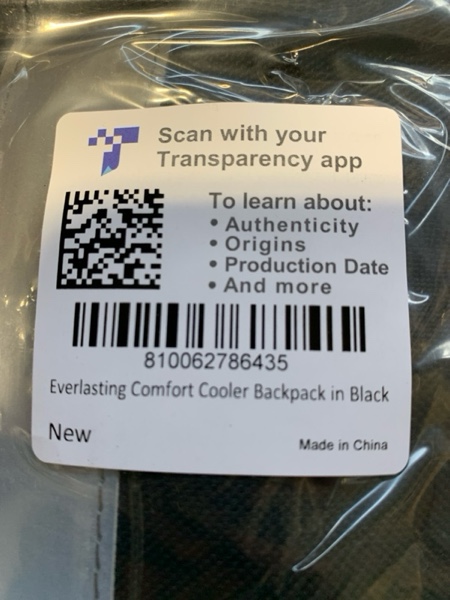 Scan with your
Transparency app
To learn about:
• Authenticity
• Origins
• Production Date
• And more
810062786435
Everlasting Comfort Cooler Backpack in Black
New
Made in China